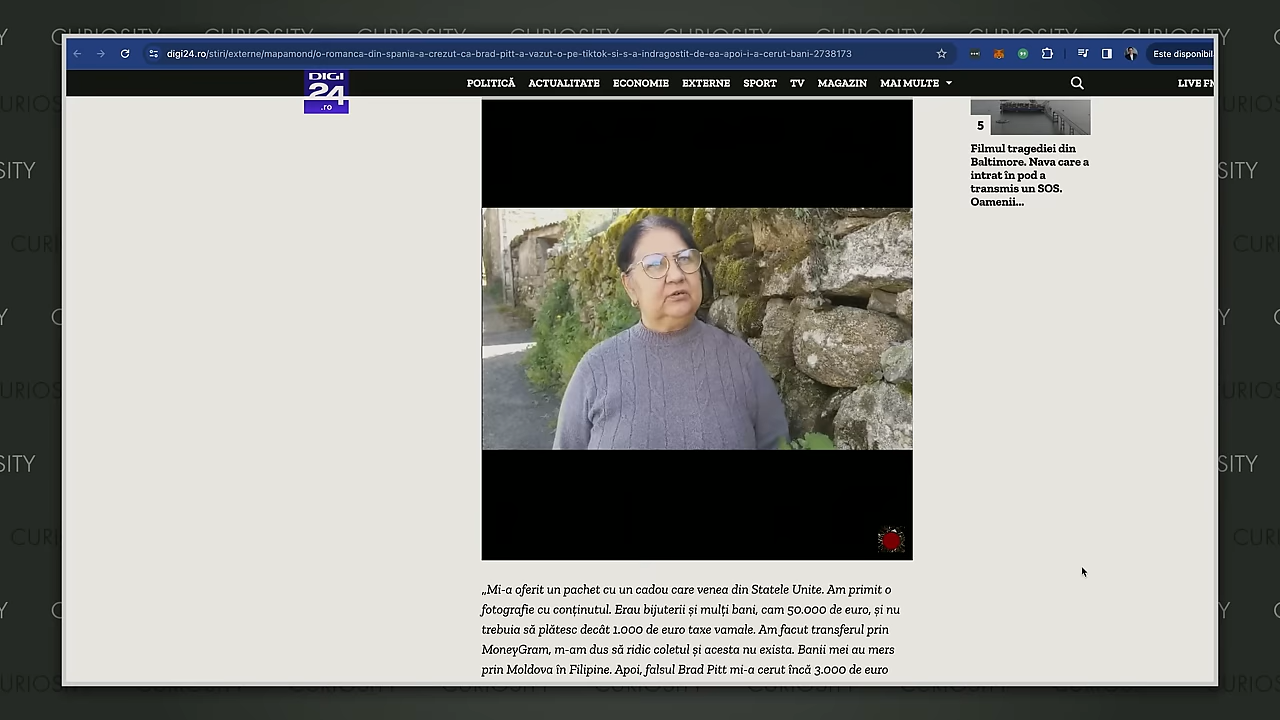 digi24.ro/stiri/externe/mapamond/o-romanca-din-spania-a-crezut-ca-brad-pitt-a-vazut-o-pe-tiktok-si-s-a-indragostit-de-ea-apoi-i-a-cerut-bani-2738173
Este disponibil
DIGI
24
.ro
POLITICĂ ACTUALITATE ECONOMIE EXTERNE SPORT TV MAGAZIN MAI MULTE
LIVE
5
Filmul tragediei din
Baltimore. Nava care a
intrat în pod a
transmis un SOS.
Oamenii...
„Mi-a oferit un pachet cu un cadou care venea din Statele Unite. Am primit o
fotografie cu conținutul. Erau bijuterii și mulți bani, cam 50.000 de euro, și nu
trebuia să plătesc decât 1.000 de euro taxe vamale. Am facut transferul prin
MoneyGram, m-am dus să ridic coletul și acesta nu exista. Banii mei au mers
prin Moldova în Filipine. Apoi, falsul Brad Pitt mi-a cerut încă 3.000 de euro
CURIOSITY